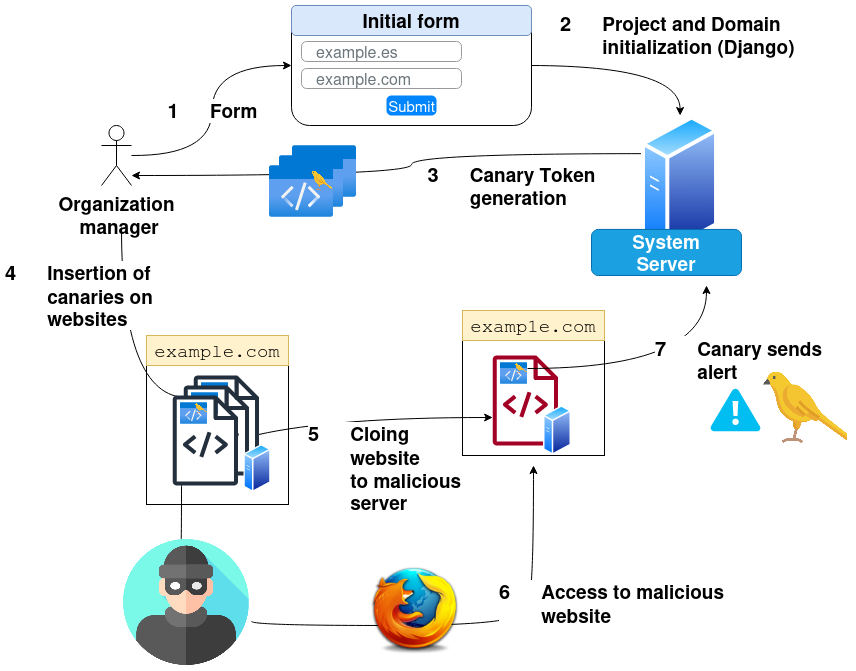 Initial form
example.es
example.com
Submit
1 Form
2 Project and Domain
initialization (Django)
Organization
manager
3 Canary Token
generation
System
Server
4 Insertion of
canaries on
websites
example.com
example.com
5 Cloing
website
to malicious
server
7 Canary sends
alert
6 Access to malicious
website